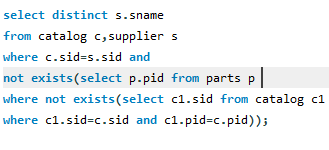 select distinct s.sname
from catalog c,supplier s
where c.sid=s.sid and
not exists(select p.pid from parts p
where not exists(select c1.sid from catalog c1
where c1.sid=c.sid and c1.pid=c.pid));